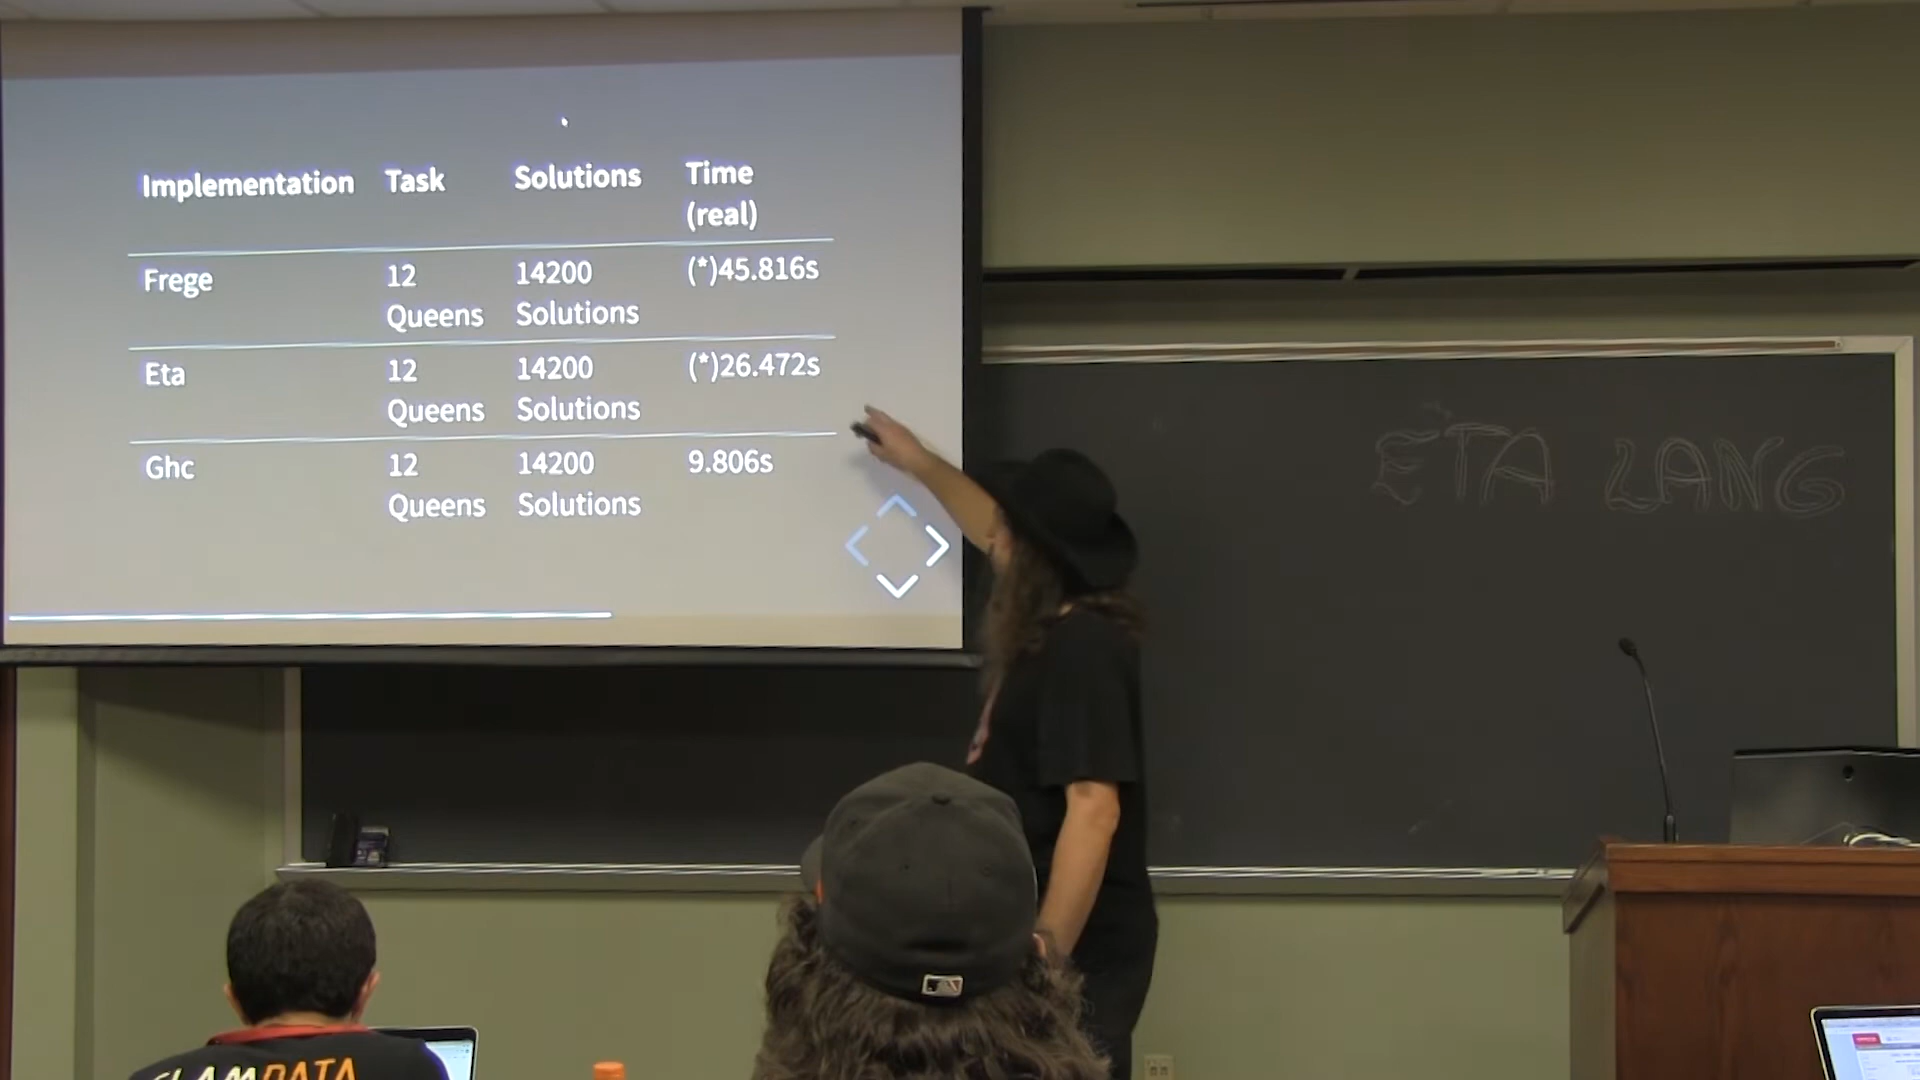 Implementation Task Solutions Time
(real)
Frege 12 14200 (*)45.816s
Queens Solutions
Eta 12 14200 (*)26.472s
Queens Solutions
Ghc 12 14200 9.806s
Queens Solutions
ETA LANG
SLAMDATA